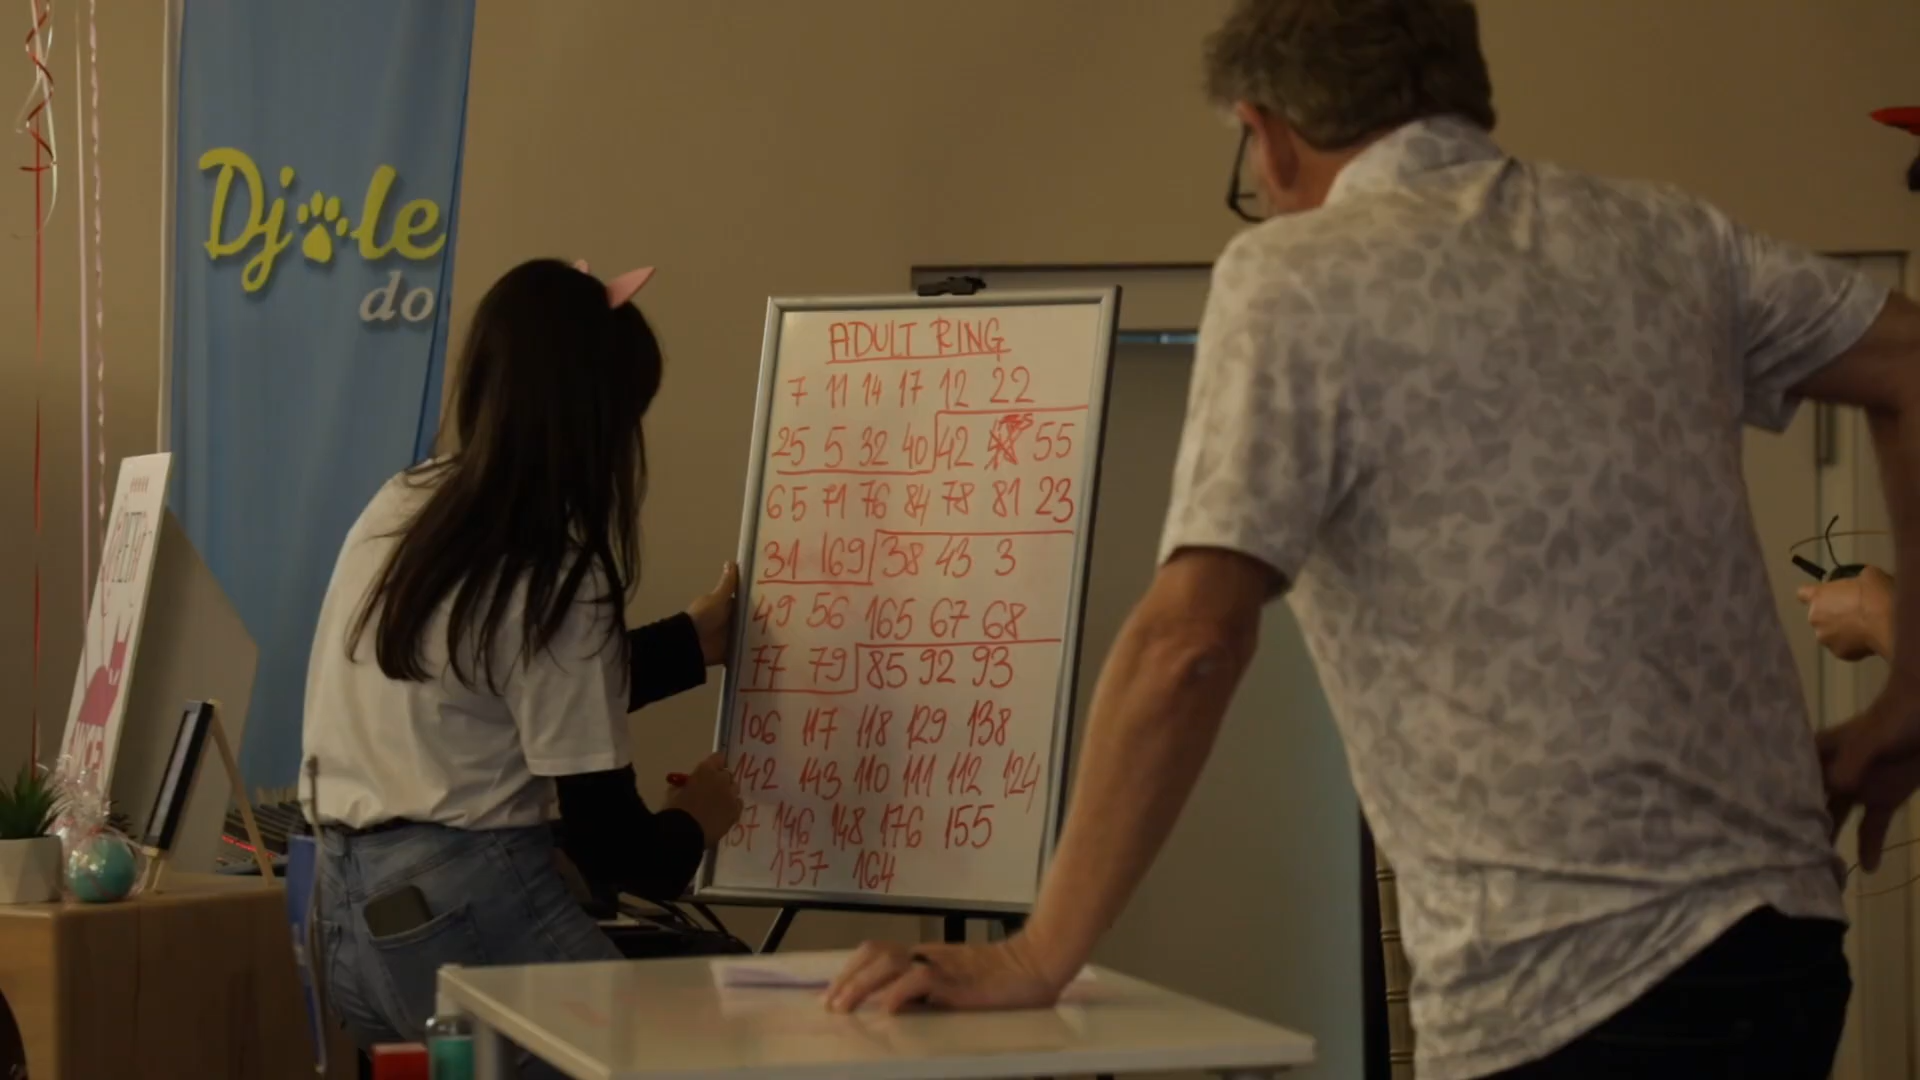 Djole
do
ADULT RING
7 11 14 17 12 22
25 5 32 40 42 55
65 71 76 84 78 81 23
31 169 38 43 3
49 56 165 67 68
77 79 85 92 93
106 117 118 129 138
142 143 110 111 112 124
146 148 176 155
157 164